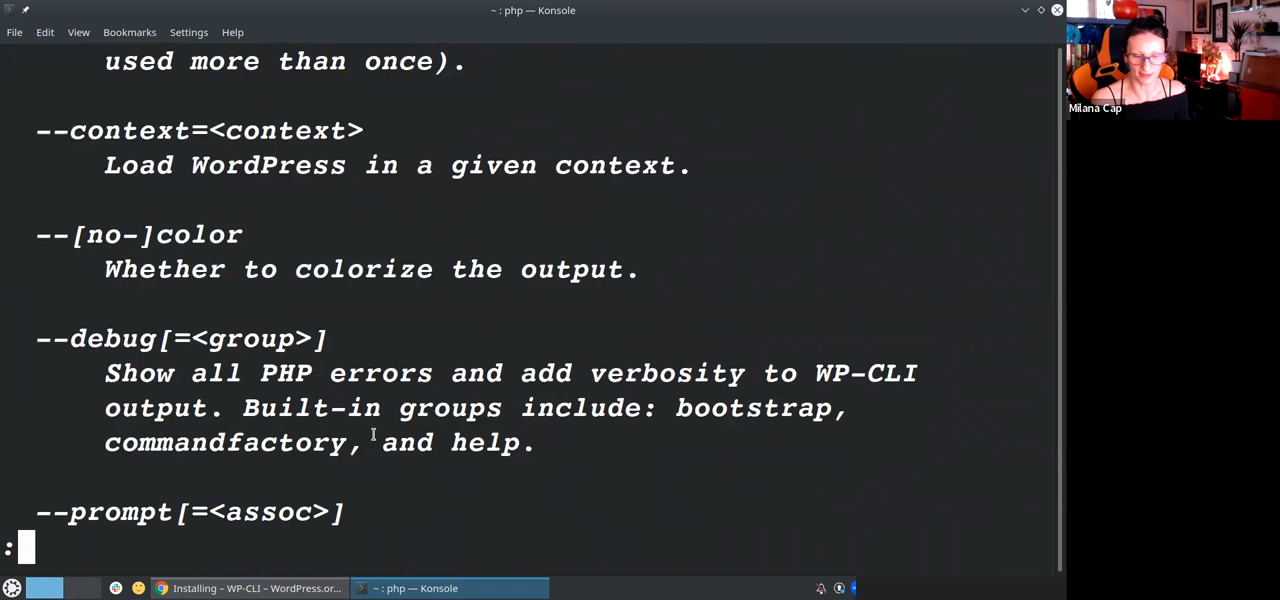 ~ : php — Konsole
File Edit View Bookmarks Settings Help
used more than once).
--context=<context>
Load WordPress in a given context.
--[no-]color
Whether to colorize the output.
--debug[=<group>]
Show all PHP errors and add verbosity to WP-CLI
output. Built-in groups include: bootstrap,
commandfactory, and help.
--prompt[=<assoc>]
:
Installing – WP-CLI – WordPress.or...
~ : php — Konsole
Milana Cap